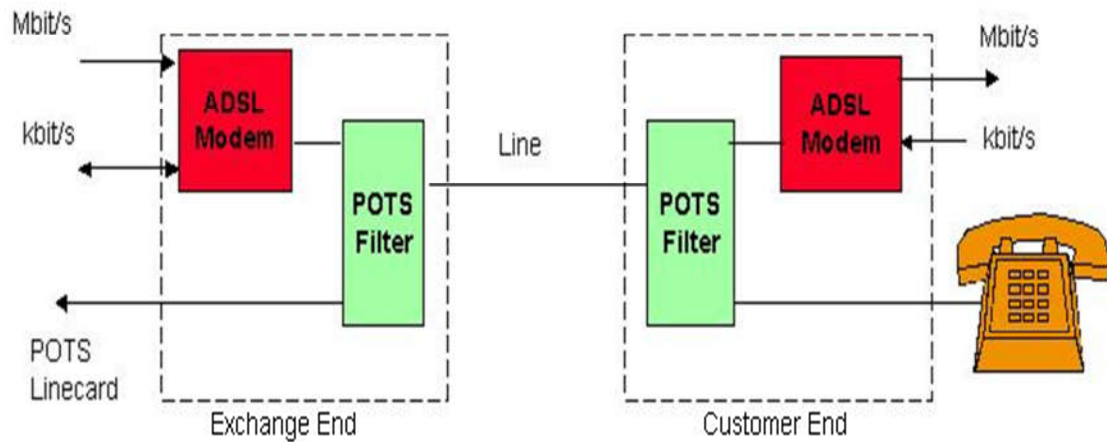 Mbit/s
kbit/s
ADSL
Modem
POTS
Filter
POTS
Linecard
Exchange End
Line
POTS
Filter
ADSL
Modem
Mbit/s
kbit/s
Customer End